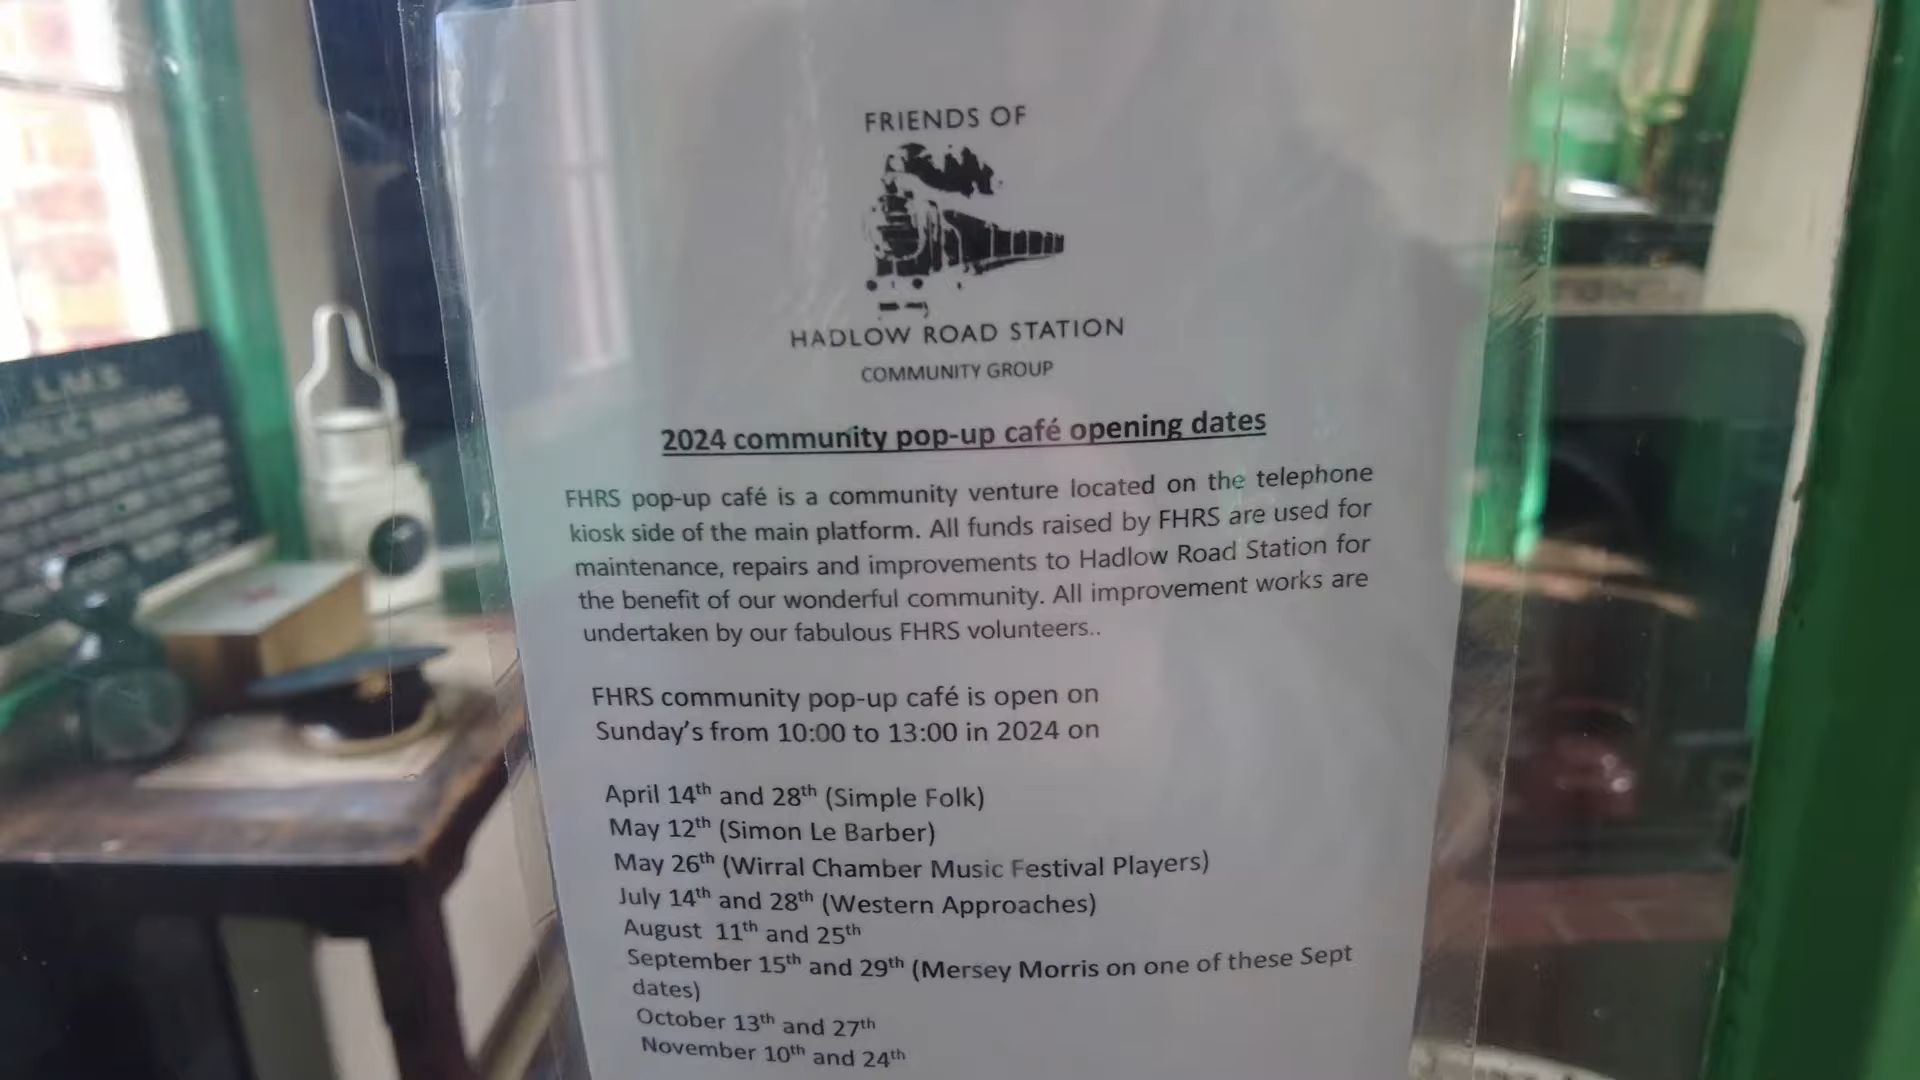 FRIENDS OF
HADLOW ROAD STATION
COMMUNITY GROUP
2024 community pop-up café opening dates
FHRS pop-up café is a community venture located on the telephone
kiosk side of the main platform. All funds raised by FHRS are used for
maintenance, repairs and improvements to Hadlow Road Station for
the benefit of our wonderful community. All improvement works are
undertaken by our fabulous FHRS volunteers..
FHRS community pop-up café is open on
Sunday's from 10:00 to 13:00 in 2024 on
April 14th and 28th (Simple Folk)
May 12th (Simon Le Barber)
May 26th (Wirral Chamber Music Festival Players)
July 14th and 28th (Western Approaches)
August 11th and 25th
September 15th and 29th (Mersey Morris on one of these Sept
dates)
October 13th and 27th
November 10th and 24th